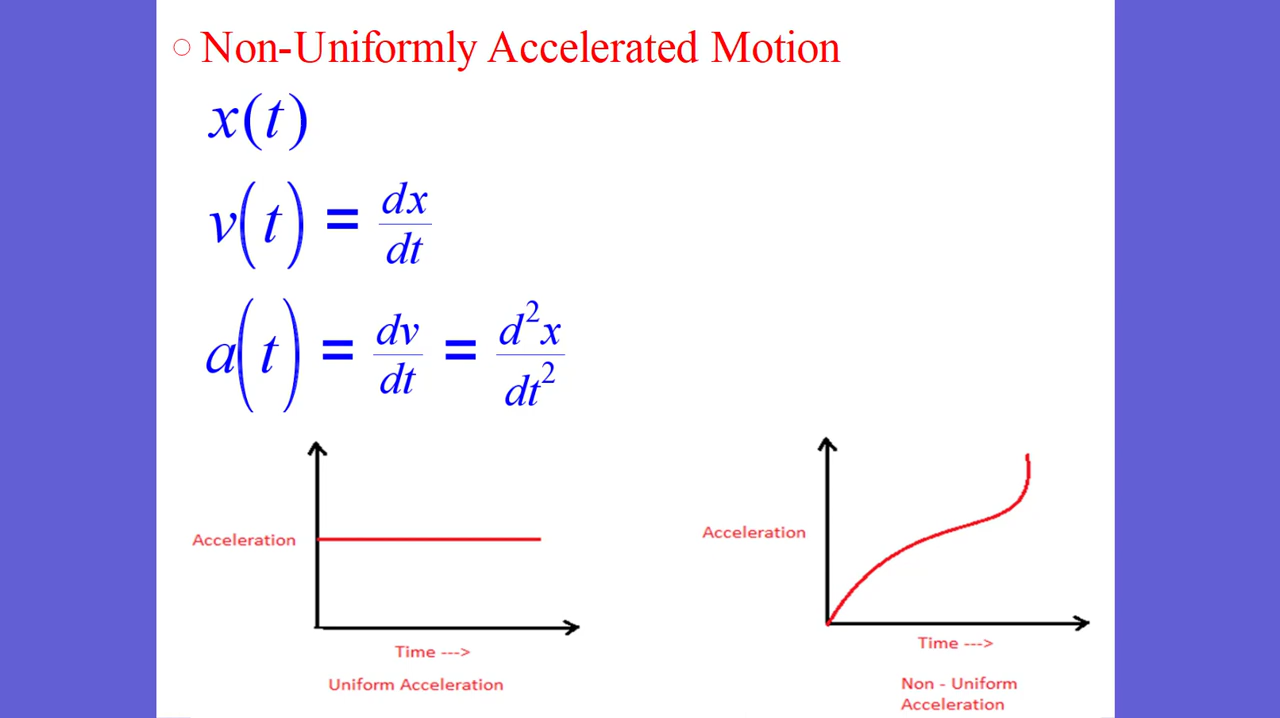 ○ Non-Uniformly Accelerated Motion
x(t)
v(t) = dx/dt
a(t) = dv/dt = d²x/dt²
Acceleration
Time --->
Uniform Acceleration
Acceleration
Time --->
Non - Uniform
Acceleration